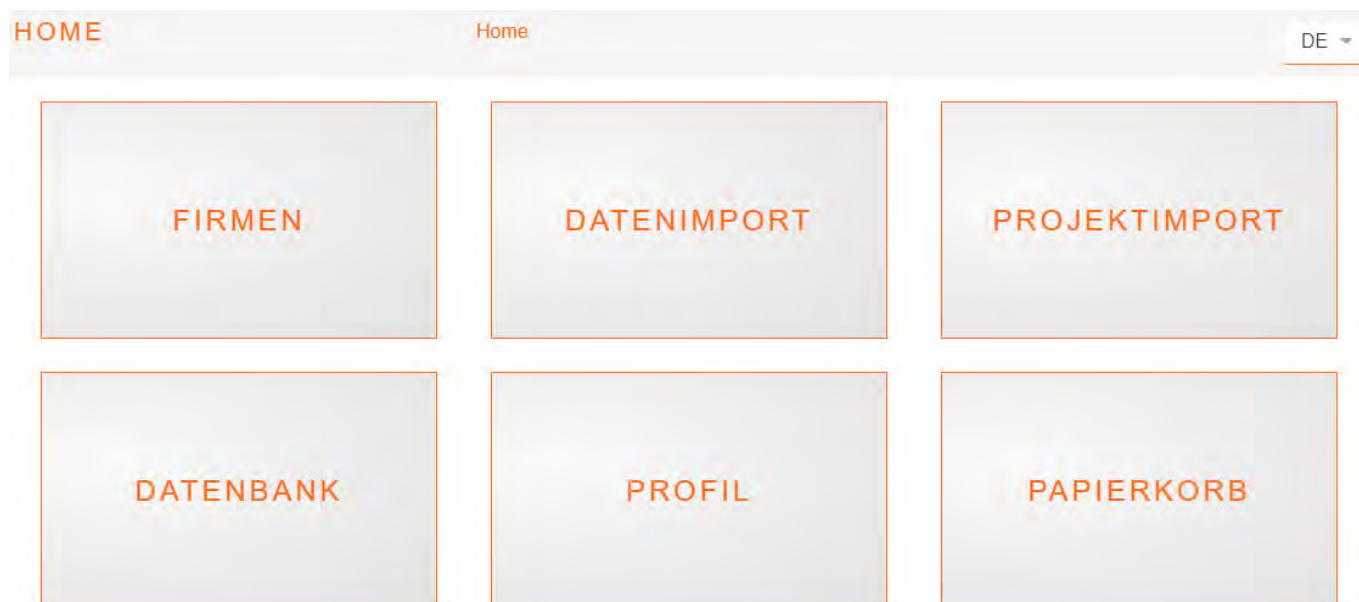 HOME
Home
DE
FIRMEN
DATENIMPORT
PROJEKTIMPORT
DATENBANK
PROFIL
PAPIERKORB